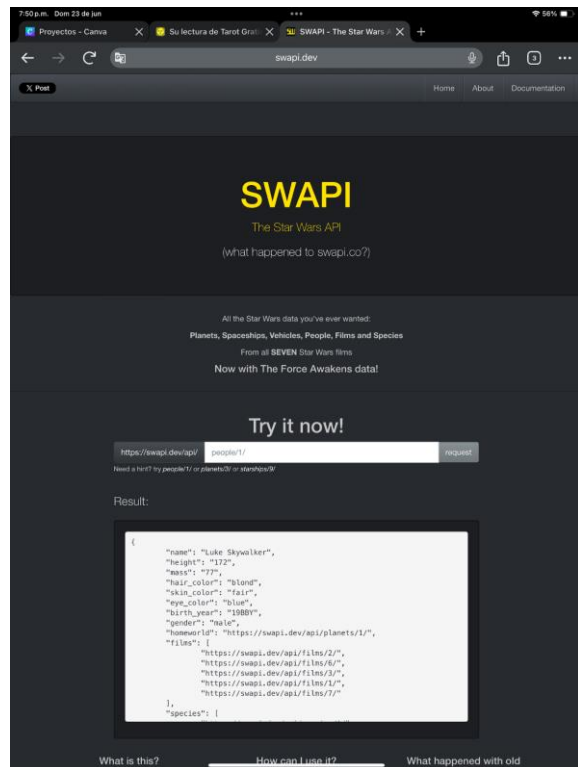 7:50 p.m. Dom 23 de jun
56%
Proyectos - Canva
Su lectura de Tarot Grati
SWAPI - The Star Wars A
swapi.dev
3
X Post
Home About Documentation
SWAPI
The Star Wars API
(what happened to swapi.co?)
All the Star Wars data you've ever wanted:
Planets, Spaceships, Vehicles, People, Films and Species
From all SEVEN Star Wars films
Now with The Force Awakens data!
Try it now!
https://swapi.dev/api/ people/1/ request
Need a hint? try people/1/ or planets/3/ or starships/9/
Result:
{
"name": "Luke Skywalker",
"height": "172",
"mass": "77",
"hair_color": "blond",
"skin_color": "fair",
"eye_color": "blue",
"birth_year": "19BBY",
"gender": "male",
"homeworld": "https://swapi.dev/api/planets/1/",
"films": [
"https://swapi.dev/api/films/2/",
"https://swapi.dev/api/films/6/",
"https://swapi.dev/api/films/3/",
"https://swapi.dev/api/films/1/",
"https://swapi.dev/api/films/7/"
],
"species": [
What is this? How can I use it? What happened with old